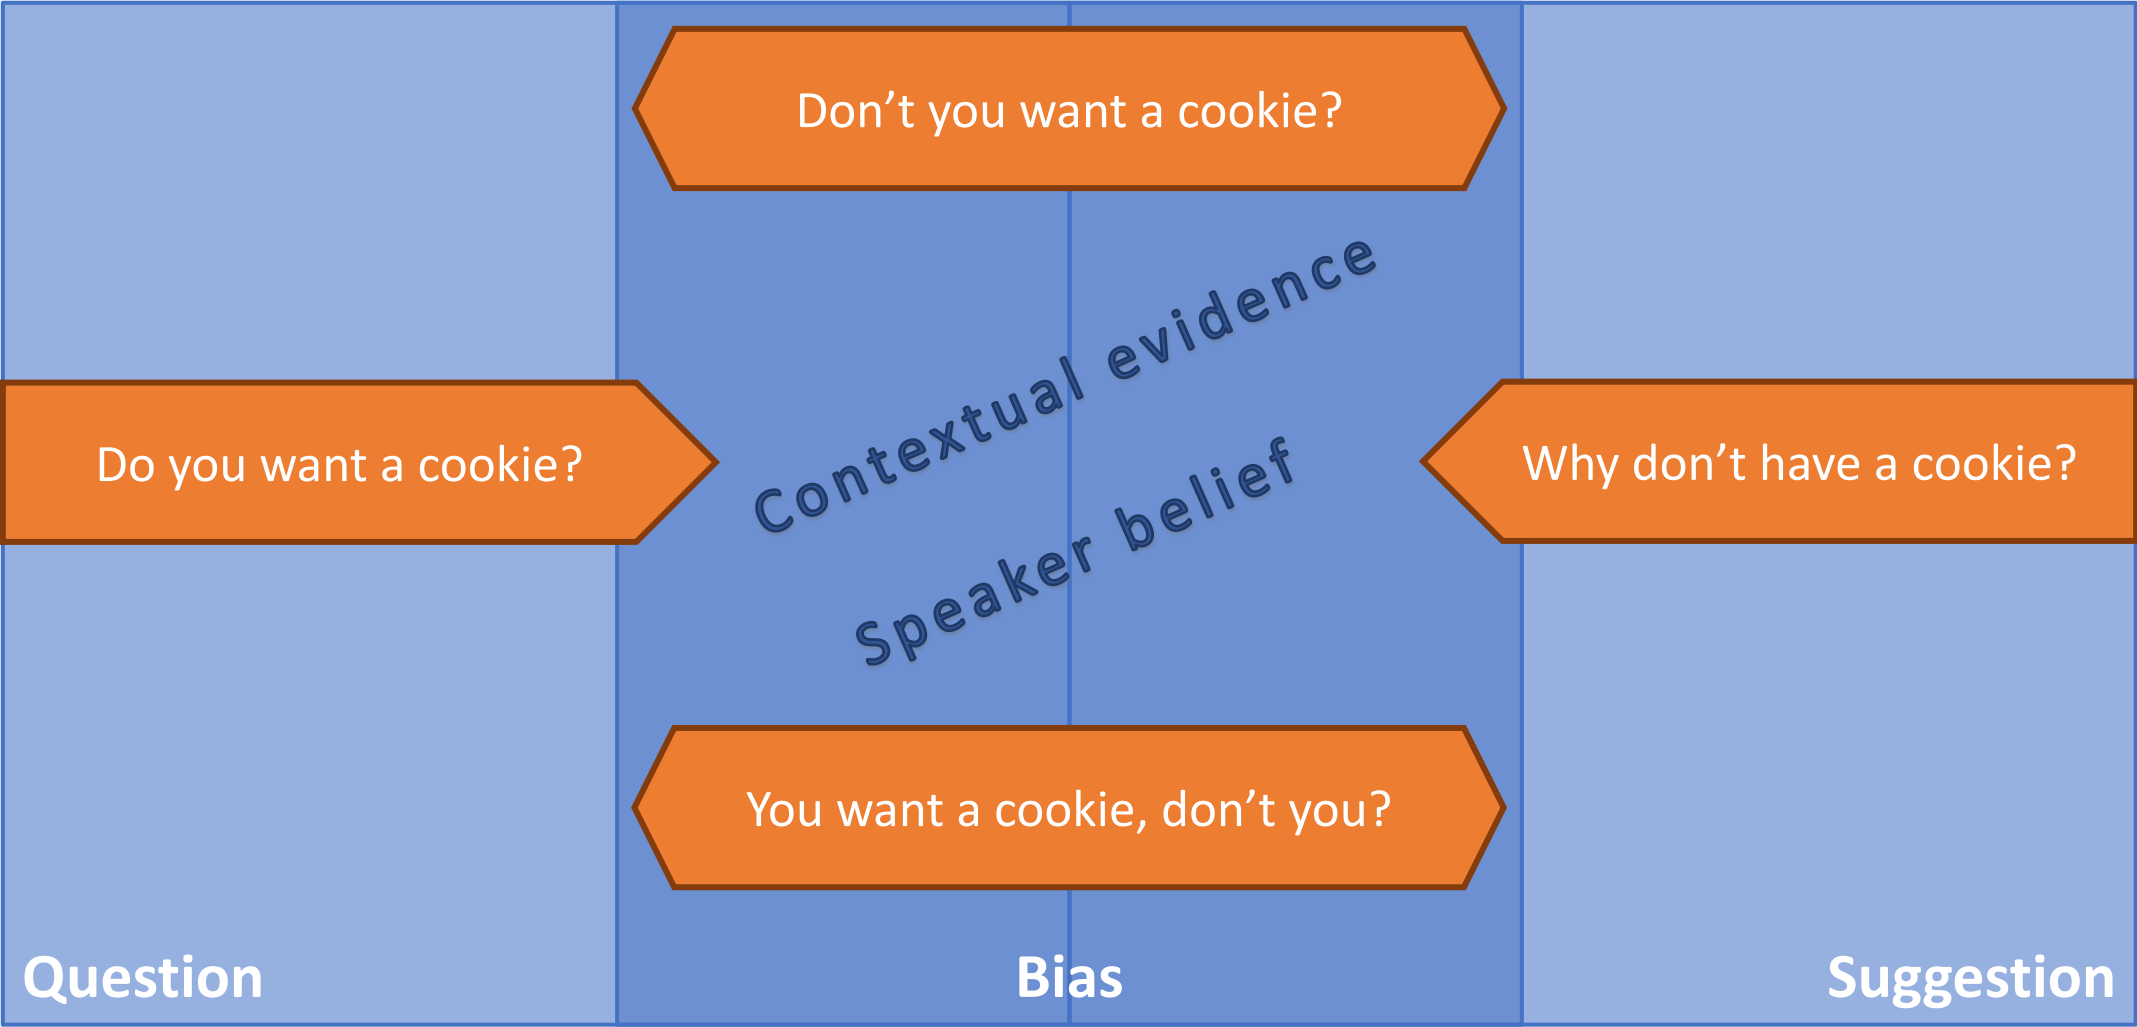 Don’t you want a cookie?
Contextual evidence
Do you want a cookie?
Why don’t have a cookie?
Speaker belief
You want a cookie, don’t you?
Question
Bias
Suggestion